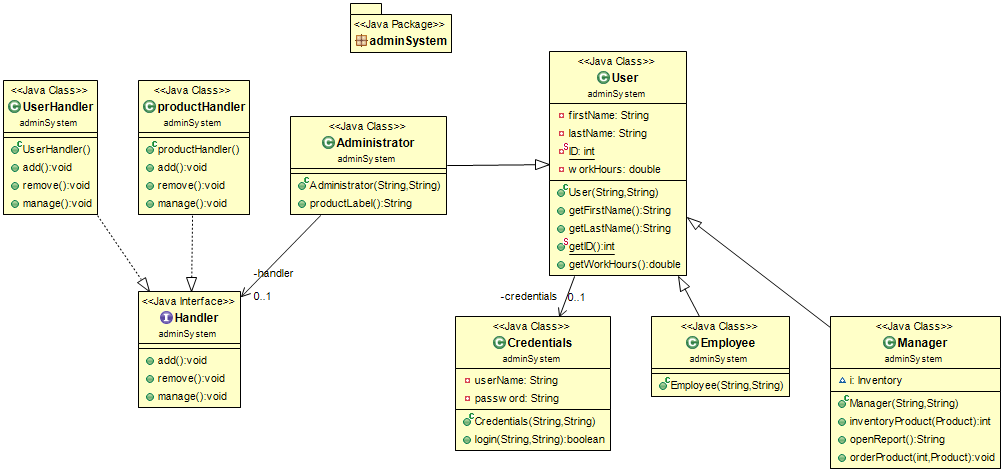 <<Java Package>>
adminSystem
<<Java Class>>
UserHandler
adminSystem
UserHandler()
add():void
remove():void
manage():void
<<Java Class>>
productHandler
adminSystem
productHandler()
add():void
remove():void
manage():void
<<Java Class>>
Administrator
adminSystem
Administrator(String,String)
productLabel():String
<<Java Class>>
User
adminSystem
firstName: String
lastName: String
ID: int
workHours: double
User(String,String)
getFirstName():String
getLastName():String
getID():int
getWorkHours():double
-handler
0..1
-credentials
0..1
<<Java Interface>>
Handler
adminSystem
add():void
remove():void
manage():void
<<Java Class>>
Credentials
adminSystem
userName: String
password: String
Credentials(String,String)
login(String,String):boolean
<<Java Class>>
Employee
adminSystem
Employee(String,String)
<<Java Class>>
Manager
adminSystem
i: Inventory
Manager(String,String)
inventoryProduct(Product):int
openReport():String
orderProduct(int,Product):void